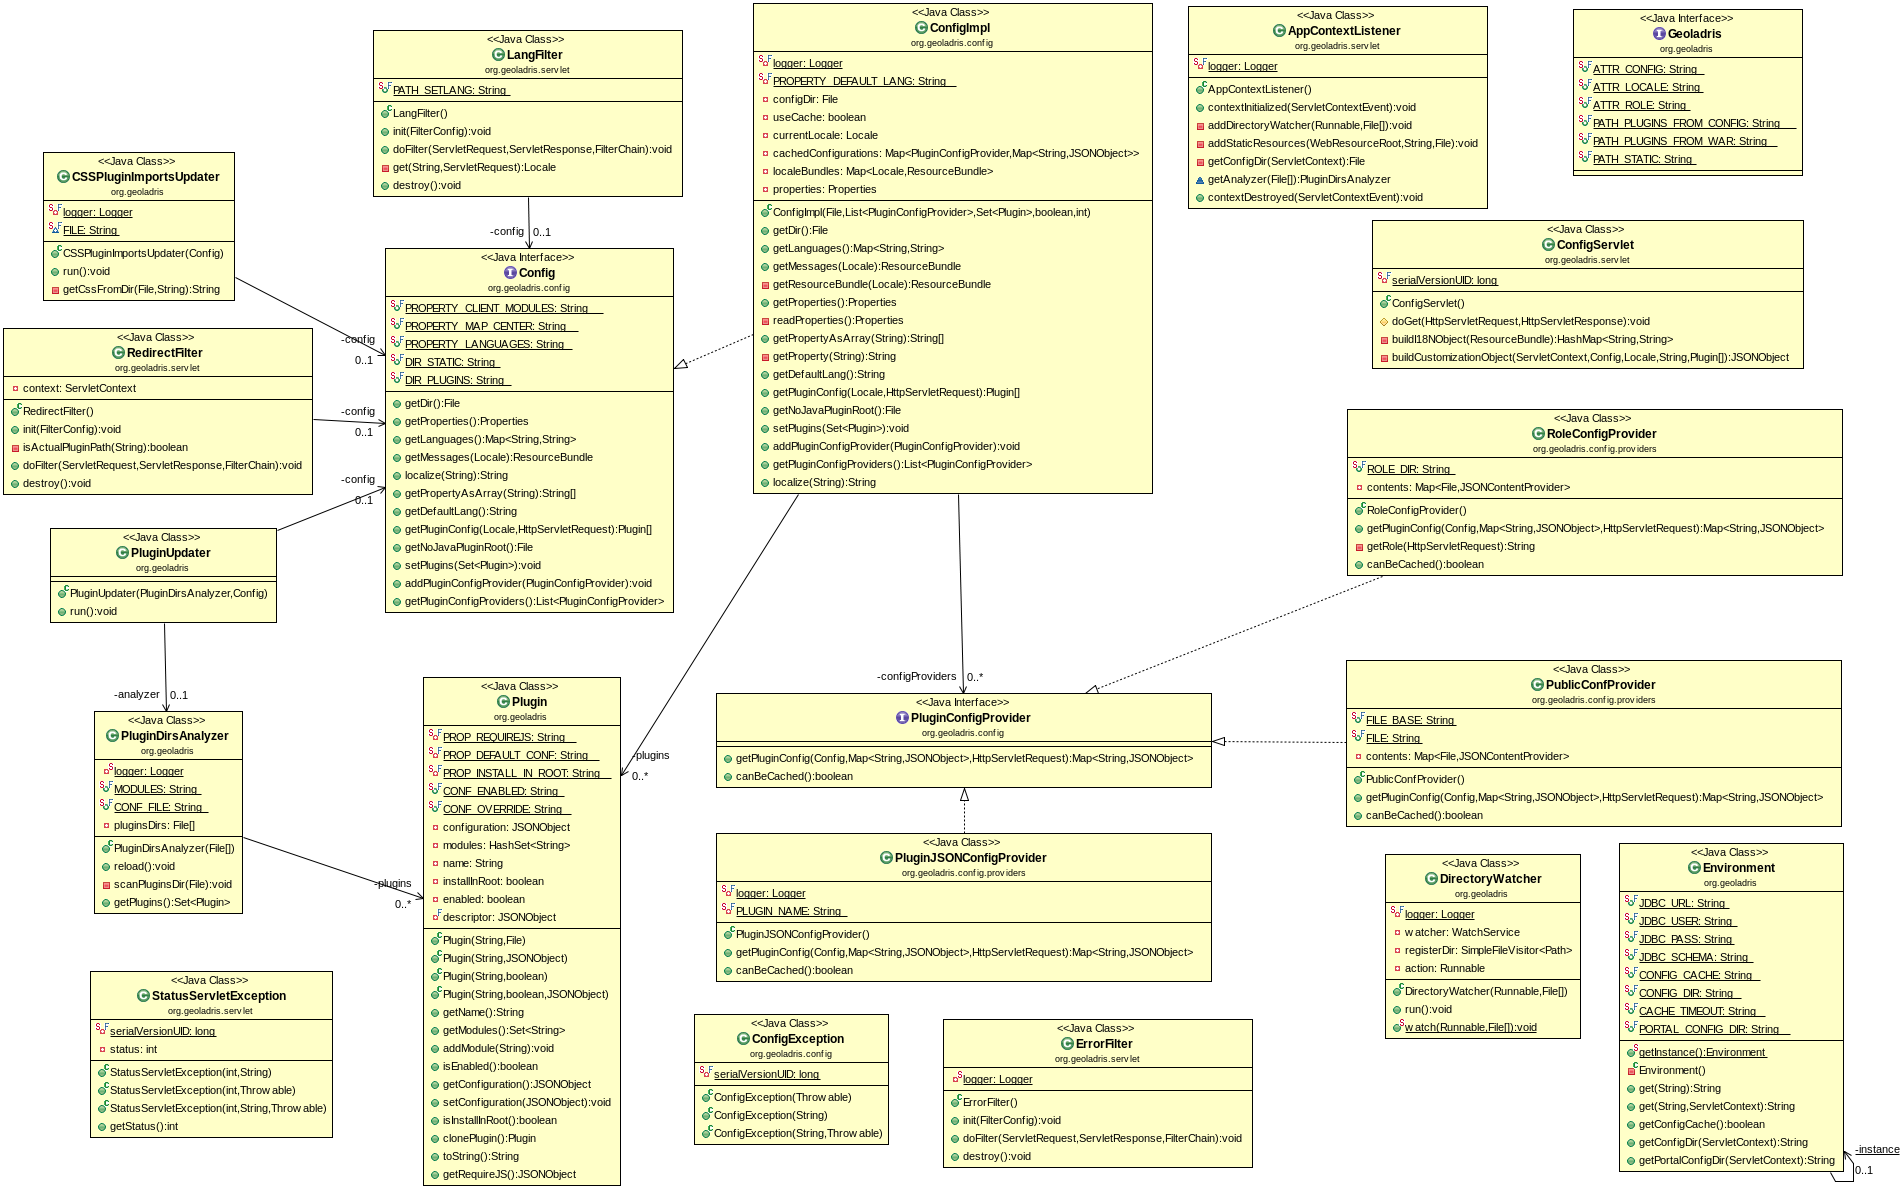 <<Java Class>>
LangFilter
org.geoladris.servlet
PATH_SETLANG: String
LangFilter()
init(FilterConfig):void
doFilter(ServletRequest,ServletResponse,FilterChain):void
get(String,ServletRequest):Locale
destroy():void
-config
0..1
<<Java Class>>
ConfigImpl
org.geoladris.config
logger: Logger
PROPERTY_DEFAULT_LANG: String
configDir: File
useCache: boolean
currentLocale: Locale
cachedConfigurations: Map<PluginConfigProvider,Map<String,JSONObject>>
localeBundles: Map<Locale,ResourceBundle>
properties: Properties
ConfigImpl(File,List<PluginConfigProvider>,Set<Plugin>,boolean,int)
getDir():File
getLanguages():Map<String,String>
getMessages(Locale):ResourceBundle
getResourceBundle(Locale):ResourceBundle
getProperties():Properties
readProperties():Properties
getPropertyAsArray(String):String[]
getProperty(String):String
getDefaultLang():String
getPluginConfig(Locale,HttpServletRequest):Plugin[]
getNoJavaPluginRoot():File
setPlugins(Set<Plugin>):void
addPluginConfigProvider(PluginConfigProvider):void
getPluginConfigProviders():List<PluginConfigProvider>
localize(String):String
<<Java Class>>
AppContextListener
org.geoladris.servlet
logger: Logger
AppContextListener()
contextInitialized(ServletContextEvent):void
addDirectoryWatcher(Runnable,File[]):void
addStaticResources(WebResourceRoot,String,File):void
getConfigDir(ServletContext):File
getAnalyzer(File[]):PluginDirsAnalyzer
contextDestroyed(ServletContextEvent):void
<<Java Interface>>
Geoladris
org.geoladris
ATTR_CONFIG: String
ATTR_LOCALE: String
ATTR_ROLE: String
PATH_PLUGINS_FROM_CONFIG: String
PATH_PLUGINS_FROM_WAR: String
PATH_STATIC: String
<<Java Class>>
CSSPluginImportsUpdater
org.geoladris
logger: Logger
FILE: String
CSSPluginImportsUpdater(Config)
run():void
getCssFromDir(File,String):String
-config
0..1
<<Java Class>>
ConfigServlet
org.geoladris.servlet
serialVersionUID: long
ConfigServlet()
doGet(HttpServletRequest,HttpServletResponse):void
buildI18NObject(ResourceBundle):HashMap<String,String>
buildCustomizationObject(ServletContext,Config,Locale,String,Plugin[]):JSONObject
<<Java Interface>>
Config
org.geoladris.config
PROPERTY_CLIENT_MODULES: String
PROPERTY_MAP_CENTER: String
PROPERTY_LANGUAGES: String
DIR_STATIC: String
DIR_PLUGINS: String
getDir():File
getProperties():Properties
getLanguages():Map<String,String>
getMessages(Locale):ResourceBundle
localize(String):String
getPropertyAsArray(String):String[]
getDefaultLang():String
getPluginConfig(Locale,HttpServletRequest):Plugin[]
getNoJavaPluginRoot():File
setPlugins(Set<Plugin>):void
addPluginConfigProvider(PluginConfigProvider):void
getPluginConfigProviders():List<PluginConfigProvider>
<<Java Class>>
RedirectFilter
org.geoladris.servlet
context: ServletContext
RedirectFilter()
init(FilterConfig):void
isActualPluginPath(String):boolean
doFilter(ServletRequest,ServletResponse,FilterChain):void
destroy():void
-config
0..1
<<Java Class>>
RoleConfigProvider
org.geoladris.config.providers
ROLE_DIR: String
contents: Map<File,JSONContentProvider>
RoleConfigProvider()
getPluginConfig(Config,Map<String,JSONObject>,HttpServletRequest):Map<String,JSONObject>
getRole(HttpServletRequest):String
canBeCached():boolean
<<Java Class>>
PluginUpdater
org.geoladris
PluginUpdater(PluginDirsAnalyzer,Config)
run():void
-config
0..1
-analyzer
0..1
<<Java Class>>
PluginDirsAnalyzer
org.geoladris
logger: Logger
MODULES: String
CONF_FILE: String
pluginsDirs: File[]
PluginDirsAnalyzer(File[])
reload():void
scanPluginsDir(File):void
getPlugins():Set<Plugin>
-plugins
0..*
<<Java Class>>
Plugin
org.geoladris
PROP_REQUIREJS: String
PROP_DEFAULT_CONF: String
PROP_INSTALL_IN_ROOT: String
CONF_ENABLED: String
CONF_OVERRIDE: String
configuration: JSONObject
modules: HashSet<String>
name: String
installInRoot: boolean
enabled: boolean
descriptor: JSONObject
Plugin(String,File)
Plugin(String,JSONObject)
Plugin(String,boolean)
Plugin(String,boolean,JSONObject)
getName():String
getModules():Set<String>
addModule(String):void
isEnabled():boolean
getConfiguration():JSONObject
setConfiguration(JSONObject):void
isInstallInRoot():boolean
clonePlugin():Plugin
toString():String
getRequireJS():JSONObject
-plugins
0..*
-configProviders
0..*
<<Java Interface>>
PluginConfigProvider
org.geoladris.config
getPluginConfig(Config,Map<String,JSONObject>,HttpServletRequest):Map<String,JSONObject>
canBeCached():boolean
<<Java Class>>
PublicConfProvider
org.geoladris.config.providers
FILE_BASE: String
FILE: String
contents: Map<File,JSONContentProvider>
PublicConfProvider()
getPluginConfig(Config,Map<String,JSONObject>,HttpServletRequest):Map<String,JSONObject>
canBeCached():boolean
<<Java Class>>
PluginJSONConfigProvider
org.geoladris.config.providers
logger: Logger
PLUGIN_NAME: String
PluginJSONConfigProvider()
getPluginConfig(Config,Map<String,JSONObject>,HttpServletRequest):Map<String,JSONObject>
canBeCached():boolean
<<Java Class>>
DirectoryWatcher
org.geoladris
logger: Logger
watcher: WatchService
registerDir: SimpleFileVisitor<Path>
action: Runnable
DirectoryWatcher(Runnable,File[])
run():void
watch(Runnable,File[]):void
<<Java Class>>
Environment
org.geoladris
JDBC_URL: String
JDBC_USER: String
JDBC_PASS: String
JDBC_SCHEMA: String
CONFIG_CACHE: String
CONFIG_DIR: String
CACHE_TIMEOUT: String
PORTAL_CONFIG_DIR: String
getInstance():Environment
Environment()
get(String):String
get(String,ServletContext):String
getConfigCache():boolean
getConfigDir(ServletContext):String
getPortalConfigDir(ServletContext):String
-instance
0..1
<<Java Class>>
StatusServletException
org.geoladris.servlet
serialVersionUID: long
status: int
StatusServletException(int,String)
StatusServletException(int,Throwable)
StatusServletException(int,String,Throwable)
getStatus():int
<<Java Class>>
ConfigException
org.geoladris.config
serialVersionUID: long
ConfigException(Throwable)
ConfigException(String)
ConfigException(String,Throwable)
<<Java Class>>
ErrorFilter
org.geoladris.servlet
logger: Logger
ErrorFilter()
init(FilterConfig):void
doFilter(ServletRequest,ServletResponse,FilterChain):void
destroy():void